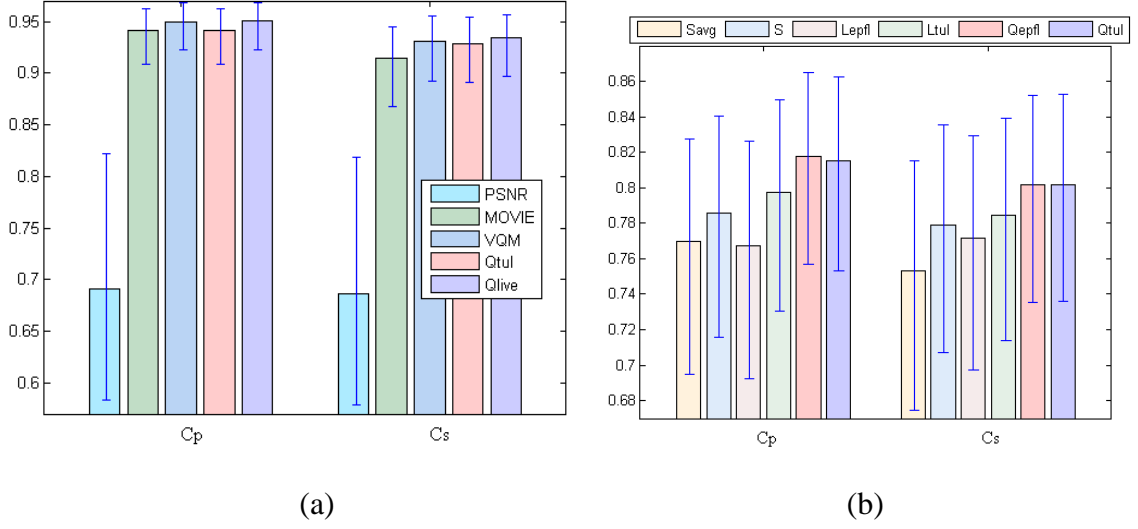 0.95
0.9
0.85
0.8
0.75
0.7
0.65
0.6
PSNR
MOVIE
VQM
Qtul
Qlive
Cp Cs
(a)
Savg S Lepfl Ltul Qepfl Qtul
0.86
0.84
0.82
0.8
0.78
0.76
0.74
0.72
0.7
0.68
Cp Cs
(b)